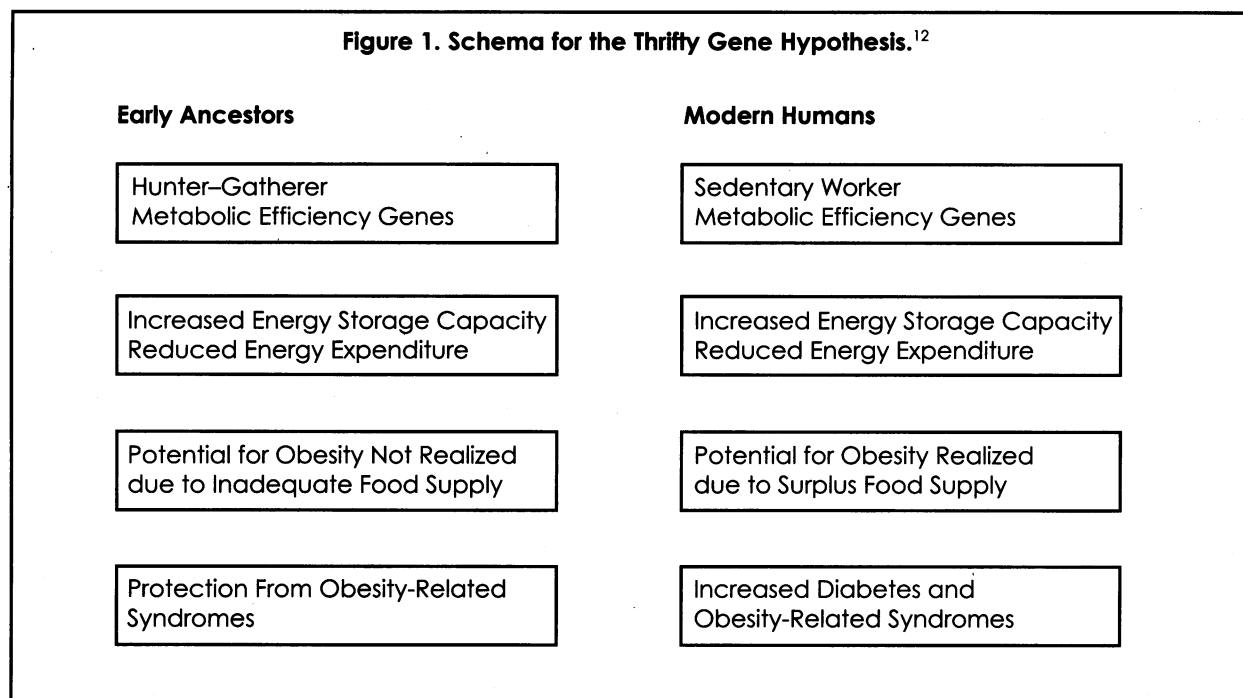 Figure 1. Schema for the Thrifty Gene Hypothesis.12
Early Ancestors
Hunter–Gatherer
Metabolic Efficiency Genes
Increased Energy Storage Capacity
Reduced Energy Expenditure
Potential for Obesity Not Realized
due to Inadequate Food Supply
Protection From Obesity-Related
Syndromes
Modern Humans
Sedentary Worker
Metabolic Efficiency Genes
Increased Energy Storage Capacity
Reduced Energy Expenditure
Potential for Obesity Realized
due to Surplus Food Supply
Increased Diabetes and
Obesity-Related Syndromes